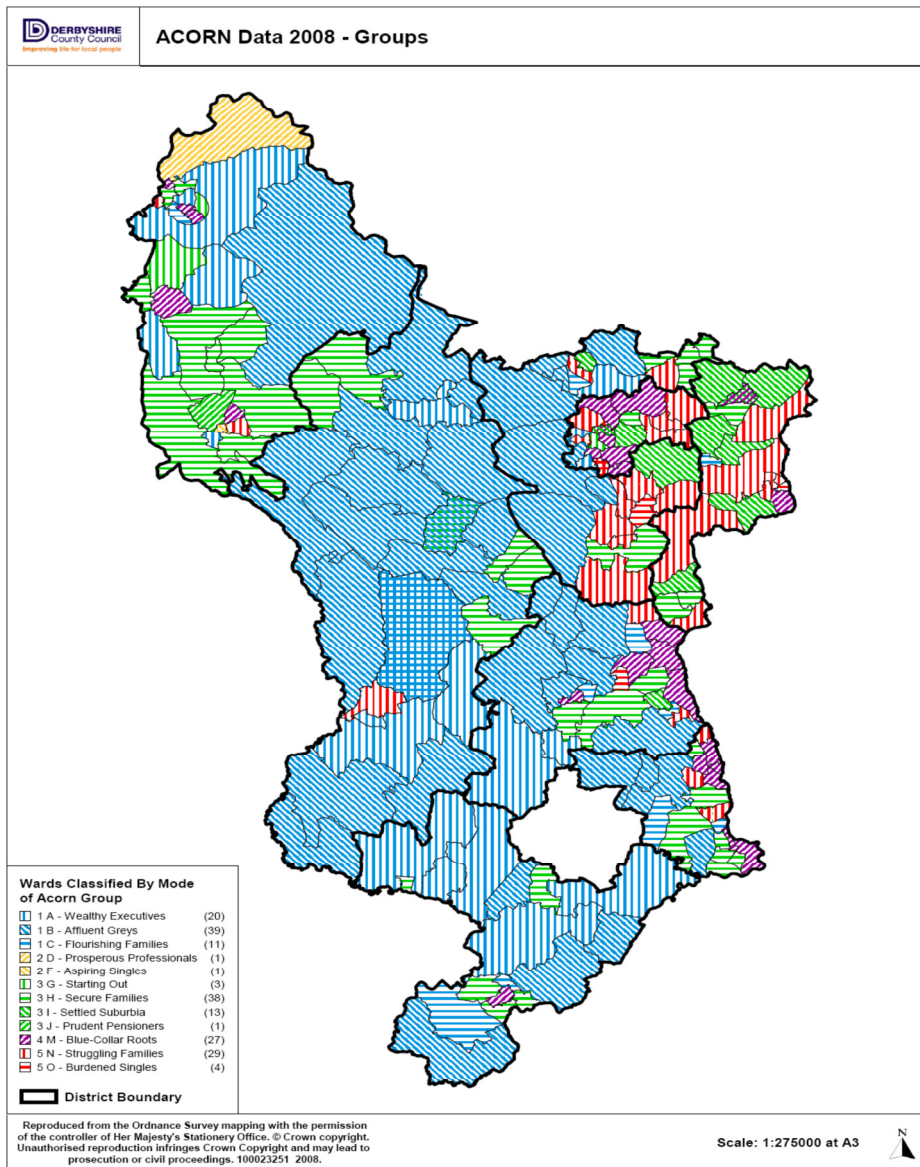 DERBYSHIRE
County Council
Improving life for local people
ACORN Data 2008 - Groups
Wards Classified By Mode
of Acorn Group
1 A - Wealthy Executives (20)
1 B - Affluent Greys (39)
1 C - Flourishing Families (11)
2 D - Prosperous Professionals (1)
2 F - Aspiring Singles (1)
3 G - Starting Out (3)
3 H - Secure Families (38)
3 I - Settled Suburbia (13)
3 J - Prudent Pensioners (1)
4 M - Blue-Collar Roots (27)
5 N - Struggling Families (29)
5 O - Burdened Singles (4)
District Boundary
Reproduced from the Ordnance Survey mapping with the permission
of the controller of Her Majesty's Stationery Office. © Crown copyright.
Unauthorised reproduction infringes Crown Copyright and may lead to
prosecution or civil proceedings. 100023251 2008.
Scale: 1:275000 at A3
N